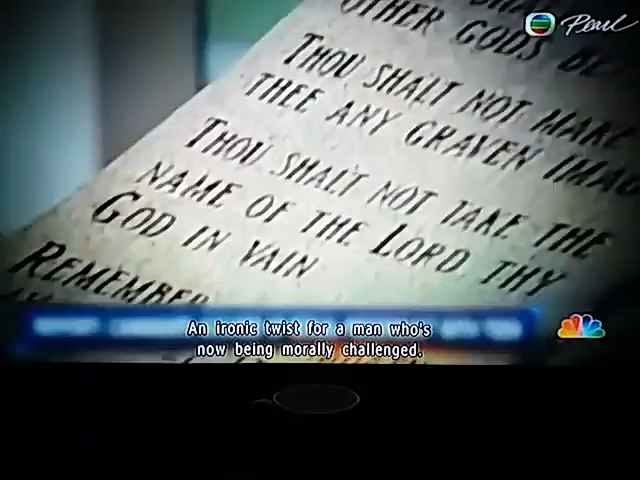 Pearl
OTHER GODS BE
THOU SHALT NOT MAKE
THEE ANY GRAVEN IMAG
THOU SHALT NOT TAKE THE
NAME OF THE LORD THY
GOD IN VAIN
REMEMBER
An ironic twist for a man who's
now being morally challenged.